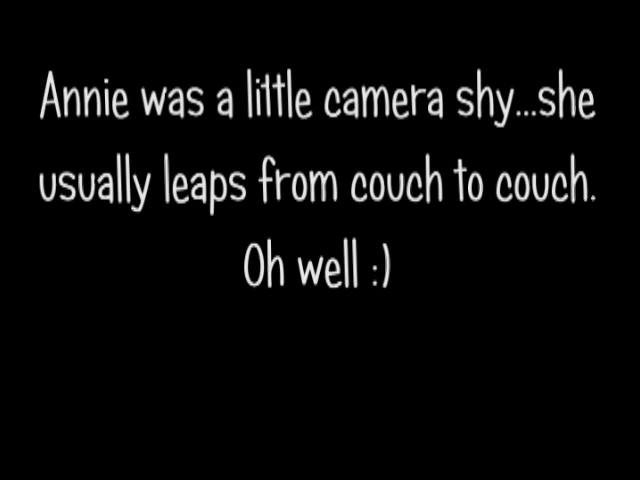 Annie was a little camera shy...she
usually leaps from couch to couch.
Oh well :)